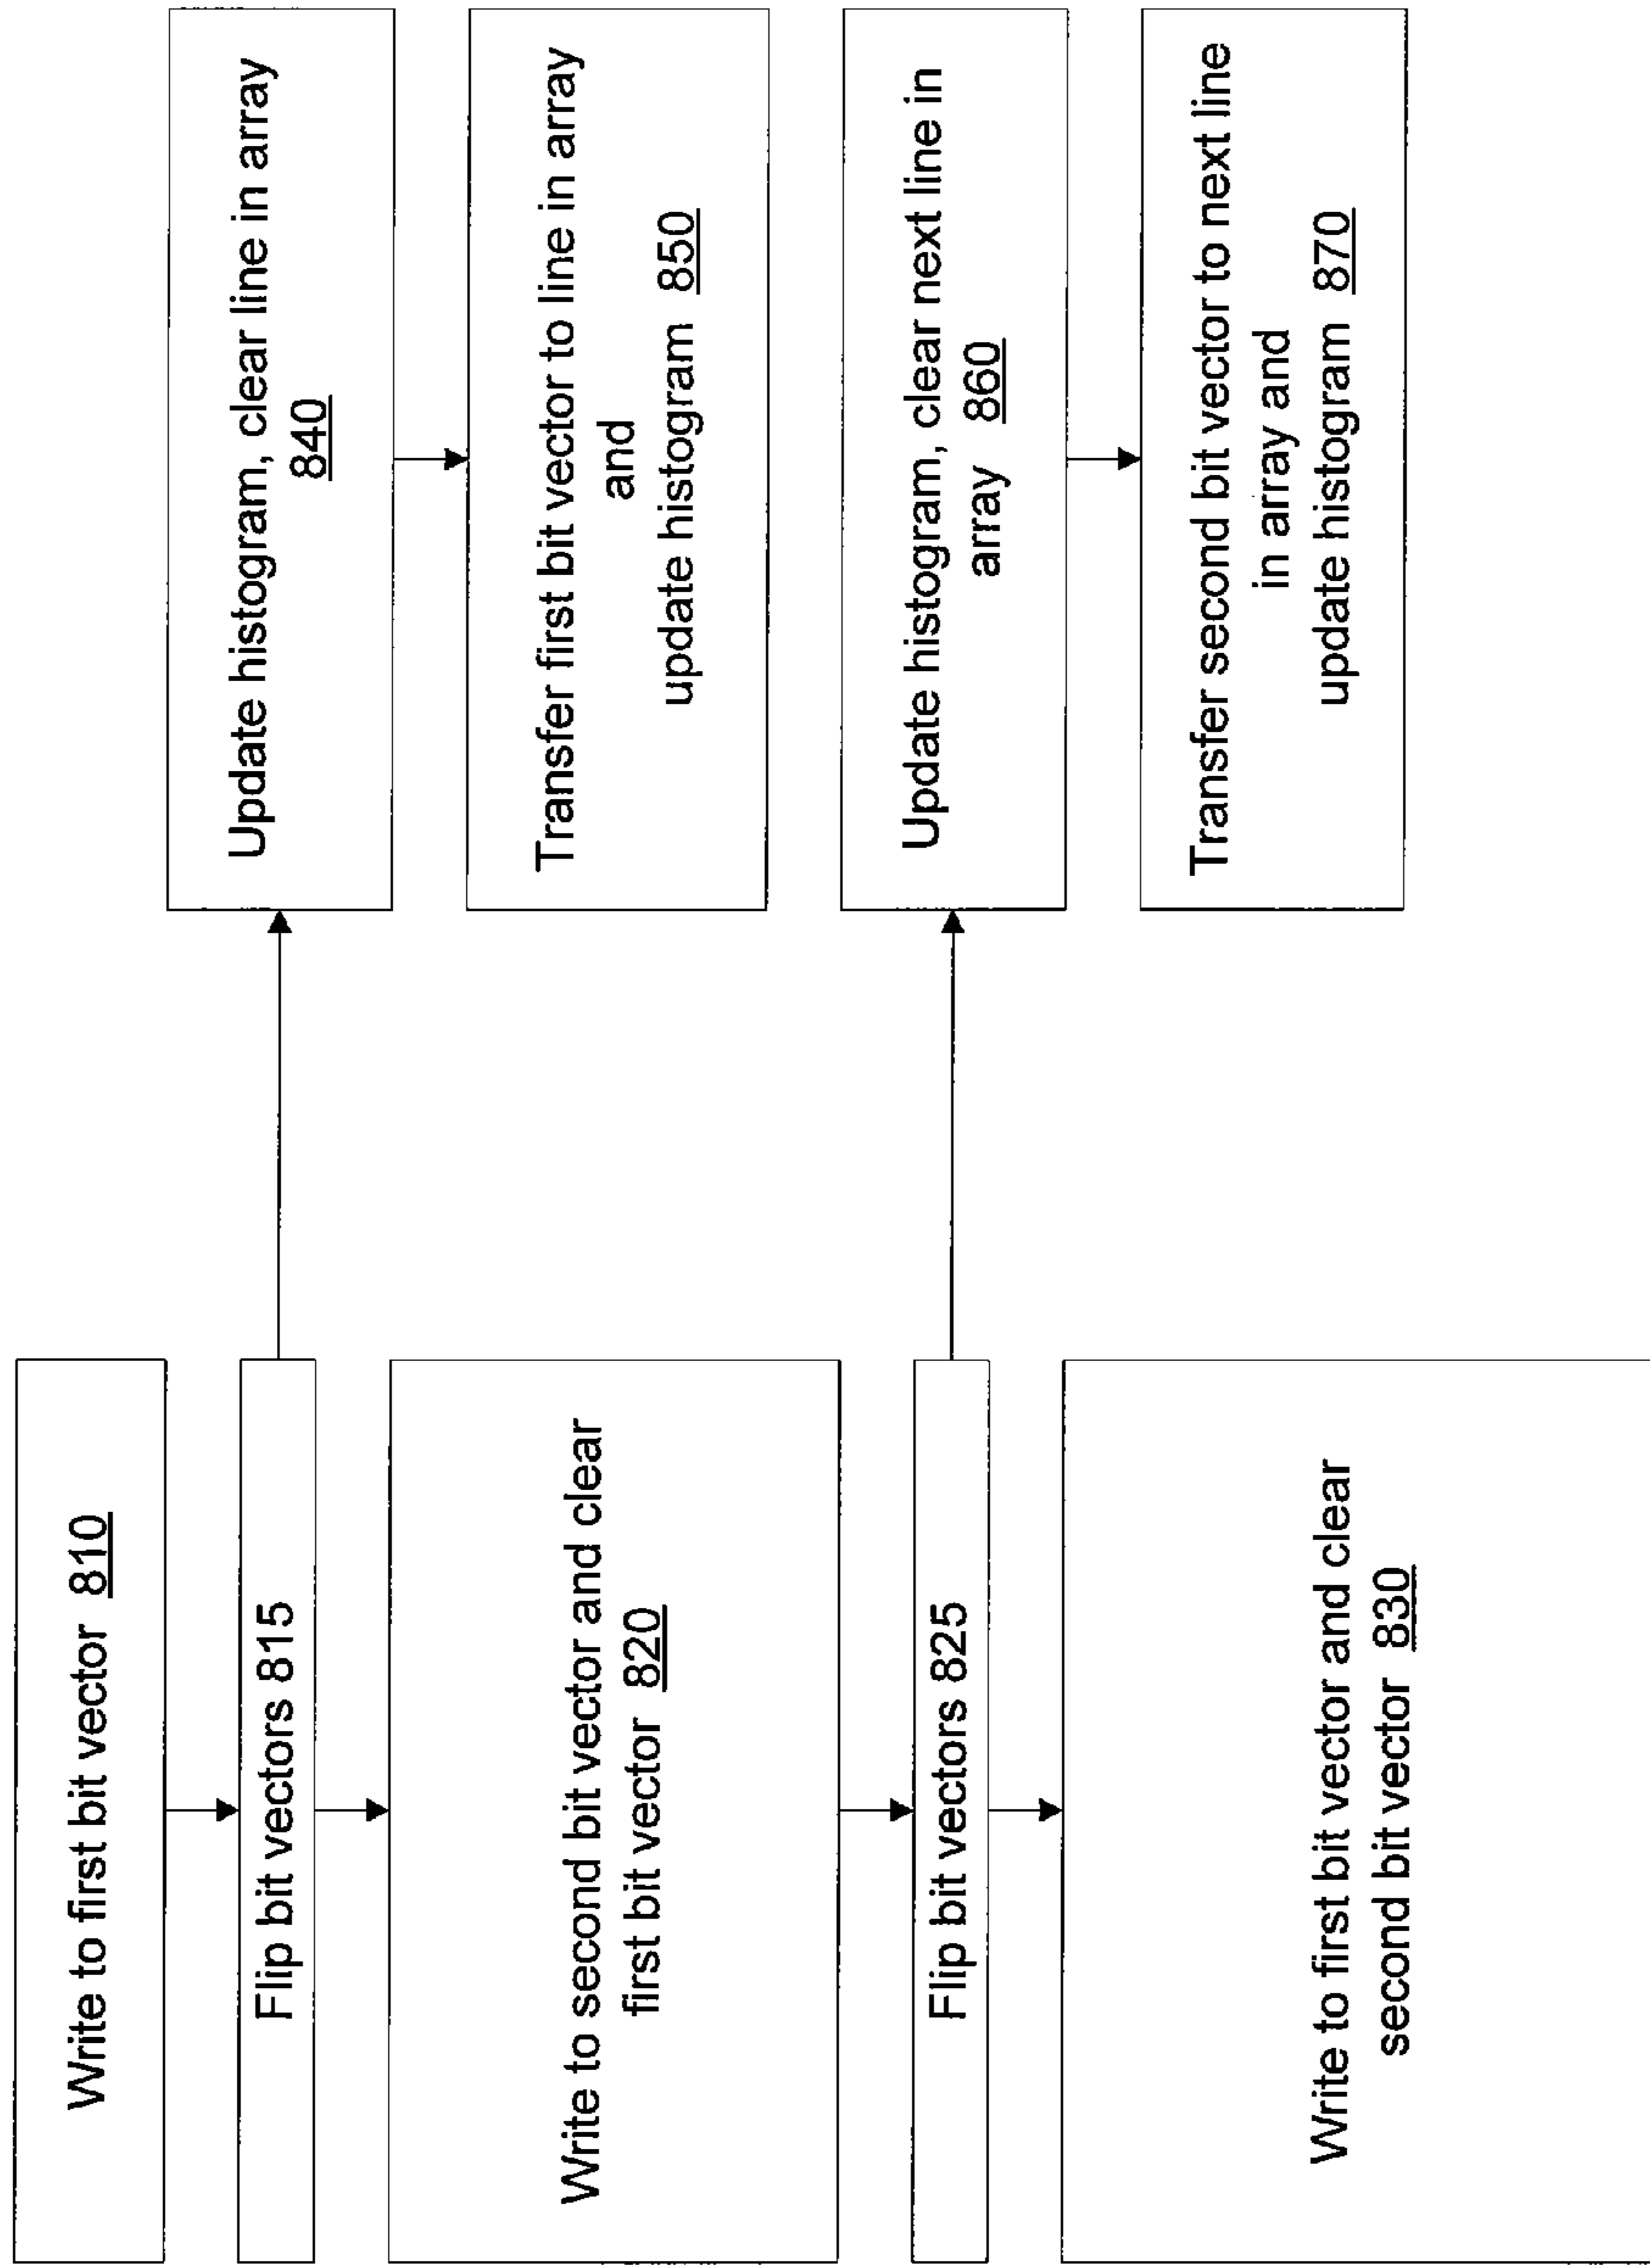 Write to first bit vector 810
Flip bit vectors 815
Write to second bit vector and clear
first bit vector 820
Flip bit vectors 825
Write to first bit vector and clear
second bit vector 830
Update histogram, clear line in array
840
Transfer first bit vector to line in array
and
update histogram 850
Update histogram, clear next line in
array 860
Transfer second bit vector to next line
in array and
update histogram 870